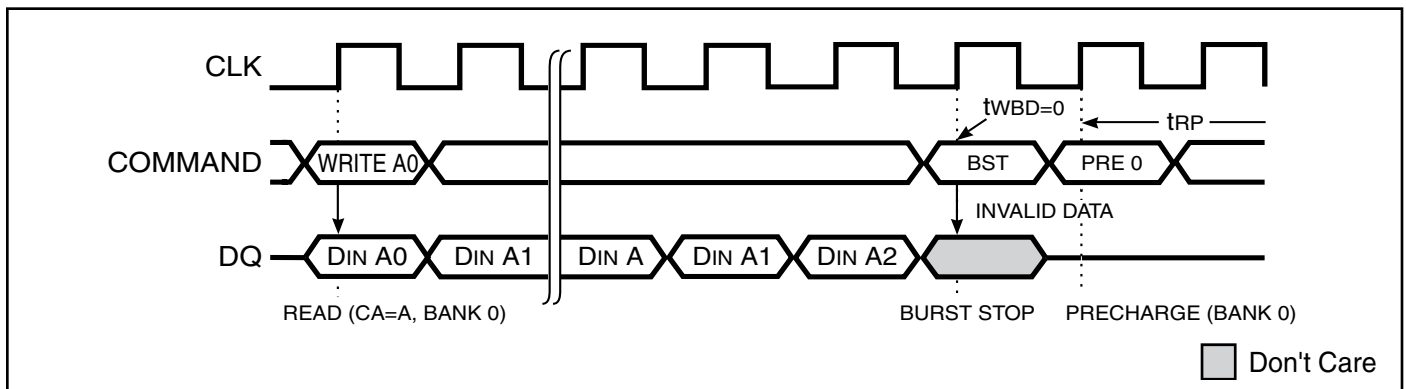 CLK
tWBD=0
tRP
COMMAND
WRITE A0
BST
PRE 0
INVALID DATA
DQ
DIN A0
DIN A1
DIN A
DIN A1
DIN A2
READ (CA=A, BANK 0)
BURST STOP
PRECHARGE (BANK 0)
Don't Care